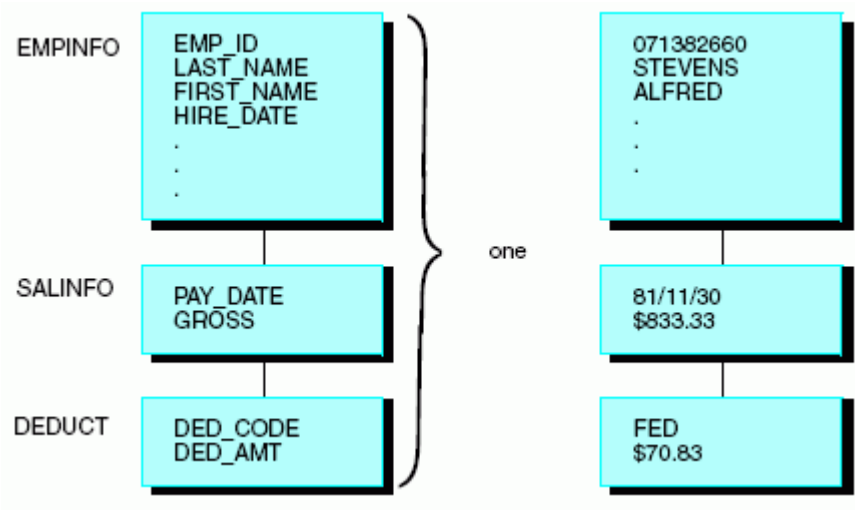 EMPINFO
EMP_ID
LAST_NAME
FIRST_NAME
HIRE_DATE
.
.
.
071382660
STEVENS
ALFRED
.
.
.
one
SALINFO
PAY_DATE
GROSS
81/11/30
$833.33
DEDUCT
DED_CODE
DED_AMT
FED
$70.83